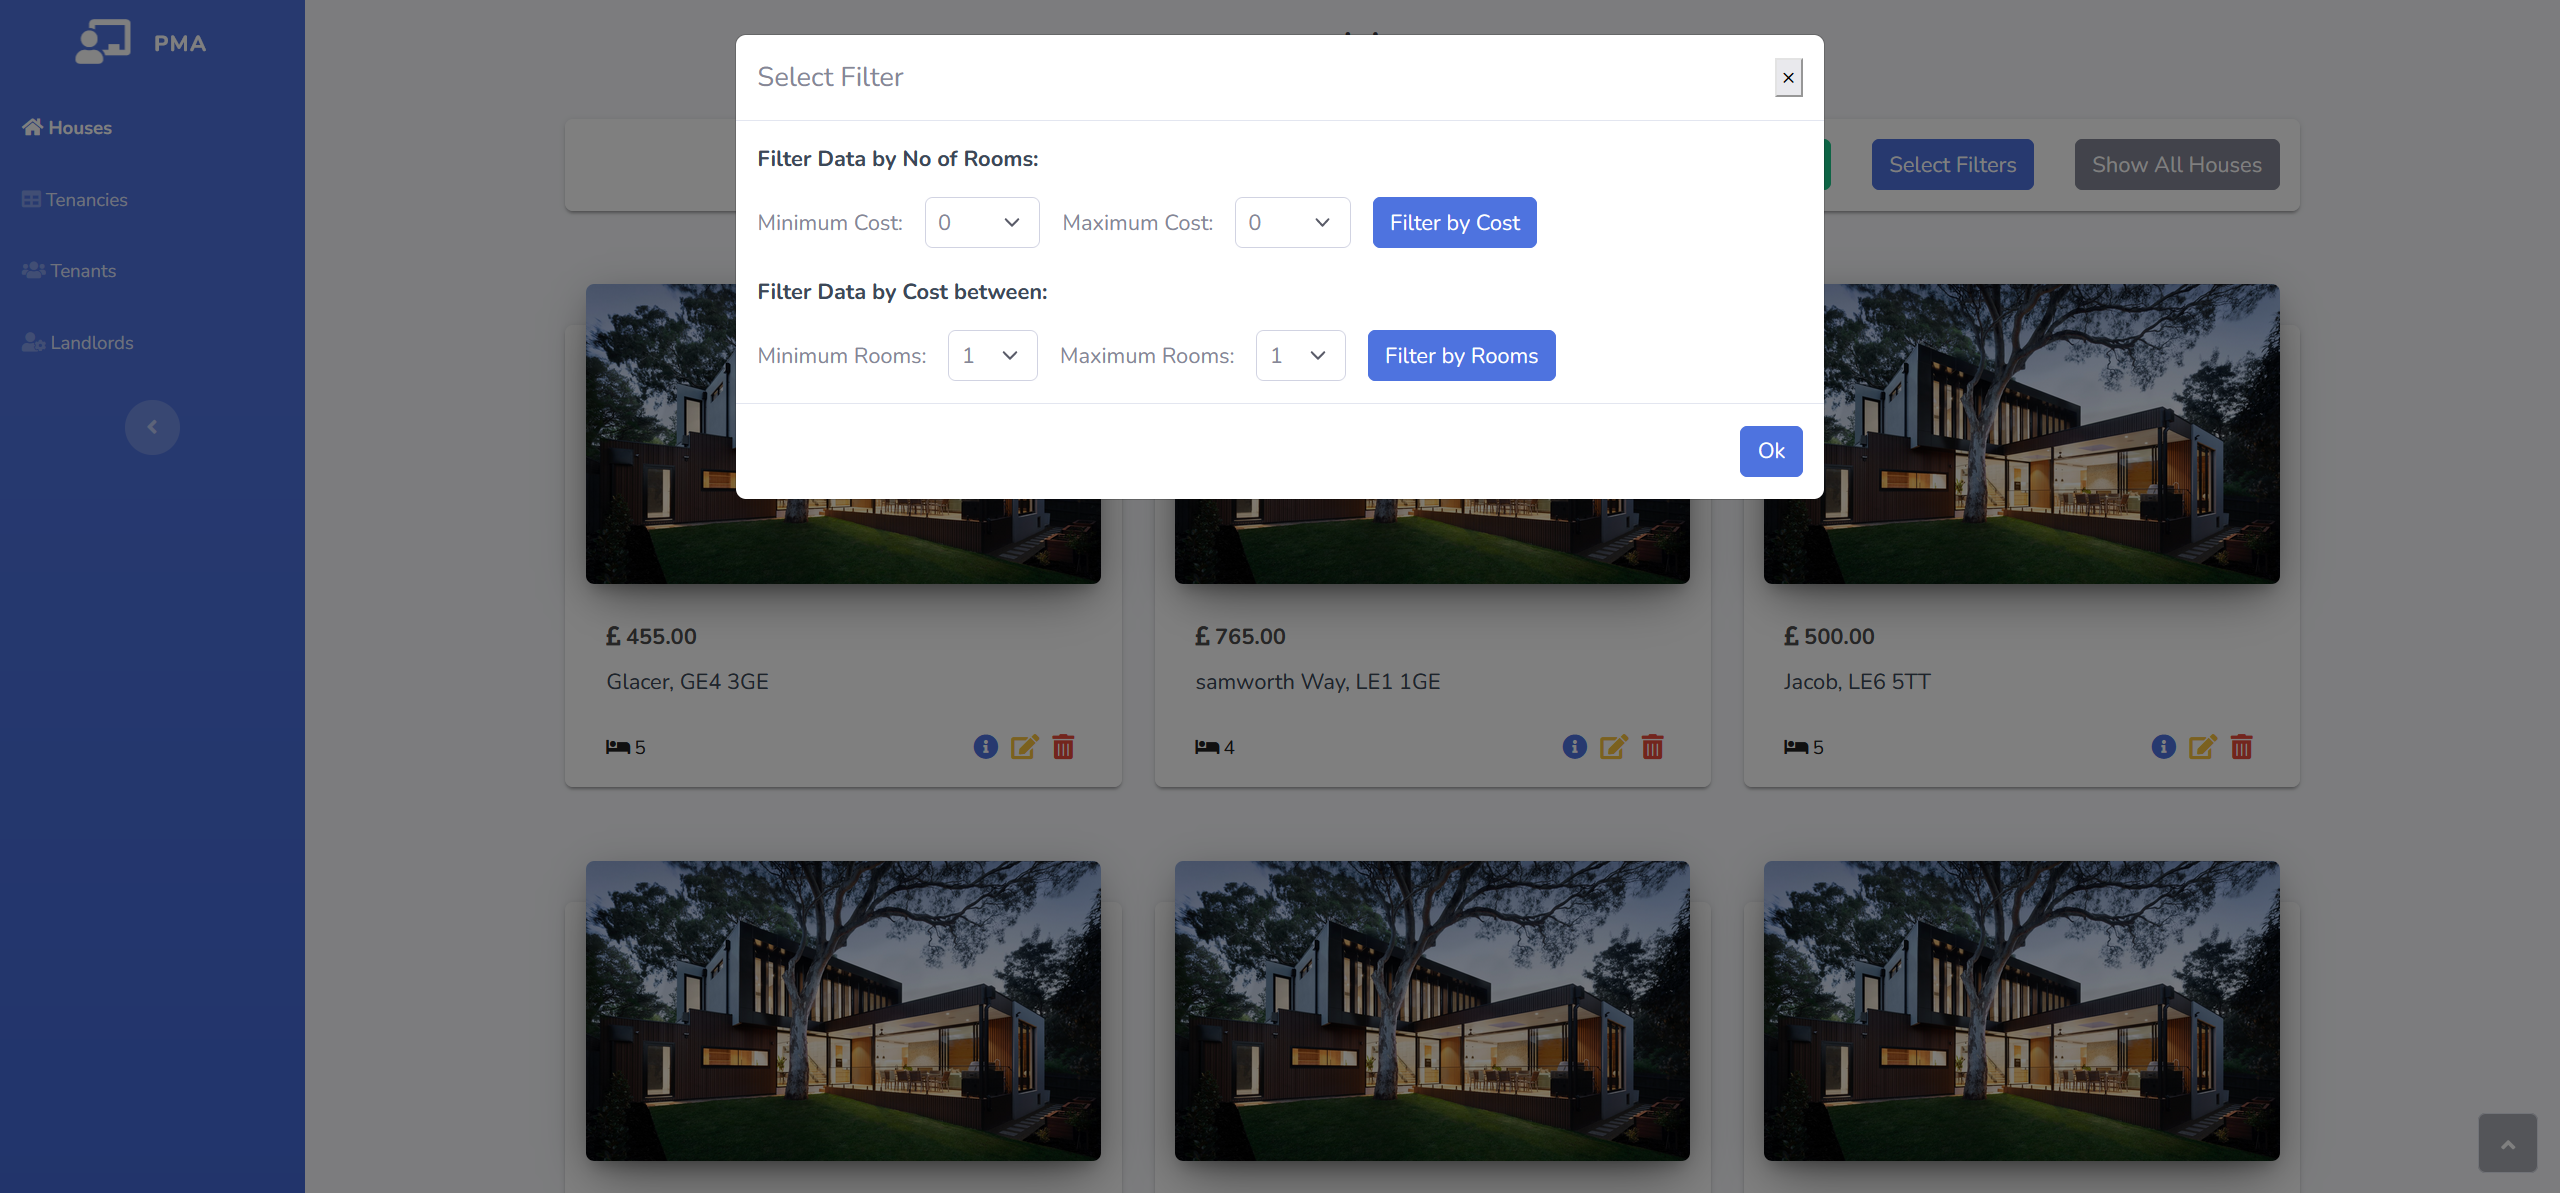 PMA
Houses
Tenancies
Tenants
Landlords
Select Filter
×
Filter Data by No of Rooms:
Minimum Cost: 0 Maximum Cost: 0 Filter by Cost
Filter Data by Cost between:
Minimum Rooms: 1 Maximum Rooms: 1 Filter by Rooms
Ok
Select Filters Show All Houses
£ 455.00
Glacer, GE4 3GE
5
£ 765.00
samworth Way, LE1 1GE
4
£ 500.00
Jacob, LE6 5TT
5